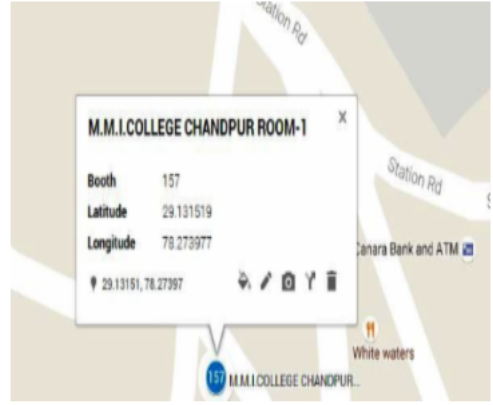 Station Rd
M.M.I.COLLEGE CHANDPUR ROOM-1
Booth 157
Latitude 29.131519
Longitude 78.273977
29.13151, 78.27397
Station Rd
S
Canara Bank and ATM
White waters
157 M.M.I.COLLEGE CHANDPUR...